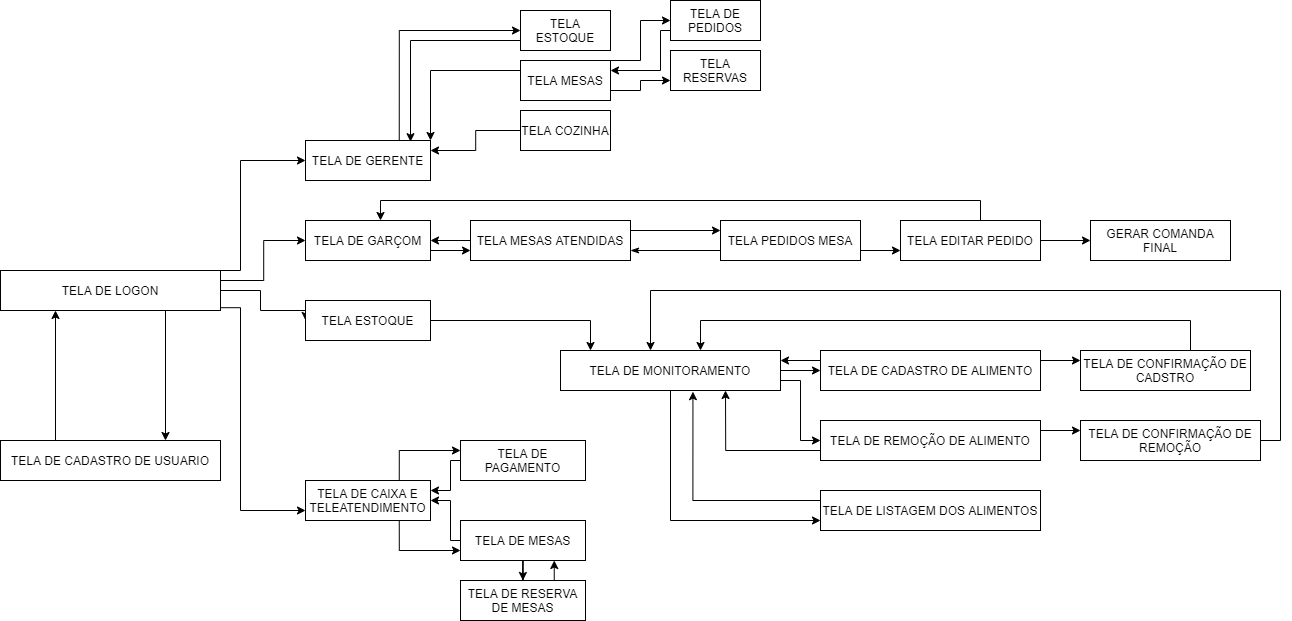 TELA
ESTOQUE
TELA DE
PEDIDOS
TELA MESAS
TELA
RESERVAS
TELA COZINHA
TELA DE GERENTE
TELA DE GARÇOM
TELA MESAS ATENDIDAS
TELA PEDIDOS MESA
TELA EDITAR PEDIDO
GERAR COMANDA
FINAL
TELA DE LOGON
TELA ESTOQUE
TELA DE MONITORAMENTO
TELA DE CADASTRO DE ALIMENTO
TELA DE CONFIRMAÇÃO DE
CADSTRO
TELA DE REMOÇÃO DE ALIMENTO
TELA DE CONFIRMAÇÃO DE
REMOÇÃO
TELA DE CADASTRO DE USUARIO
TELA DE
PAGAMENTO
TELA DE CAIXA E
TELEATENDIMENTO
TELA DE LISTAGEM DOS ALIMENTOS
TELA DE MESAS
TELA DE RESERVA
DE MESAS